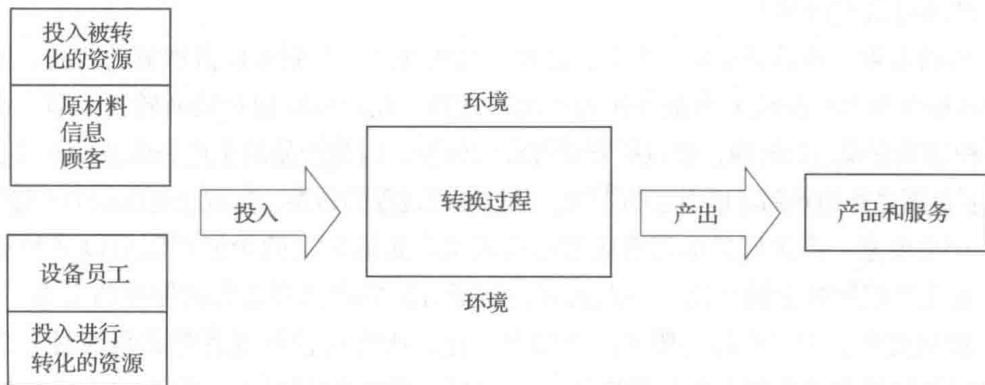 投入被转
化的资源
原材料
信息
顾客
环境
投入
转换过程
产出
产品和服务
设备员工
环境
投入进行
转化的资源